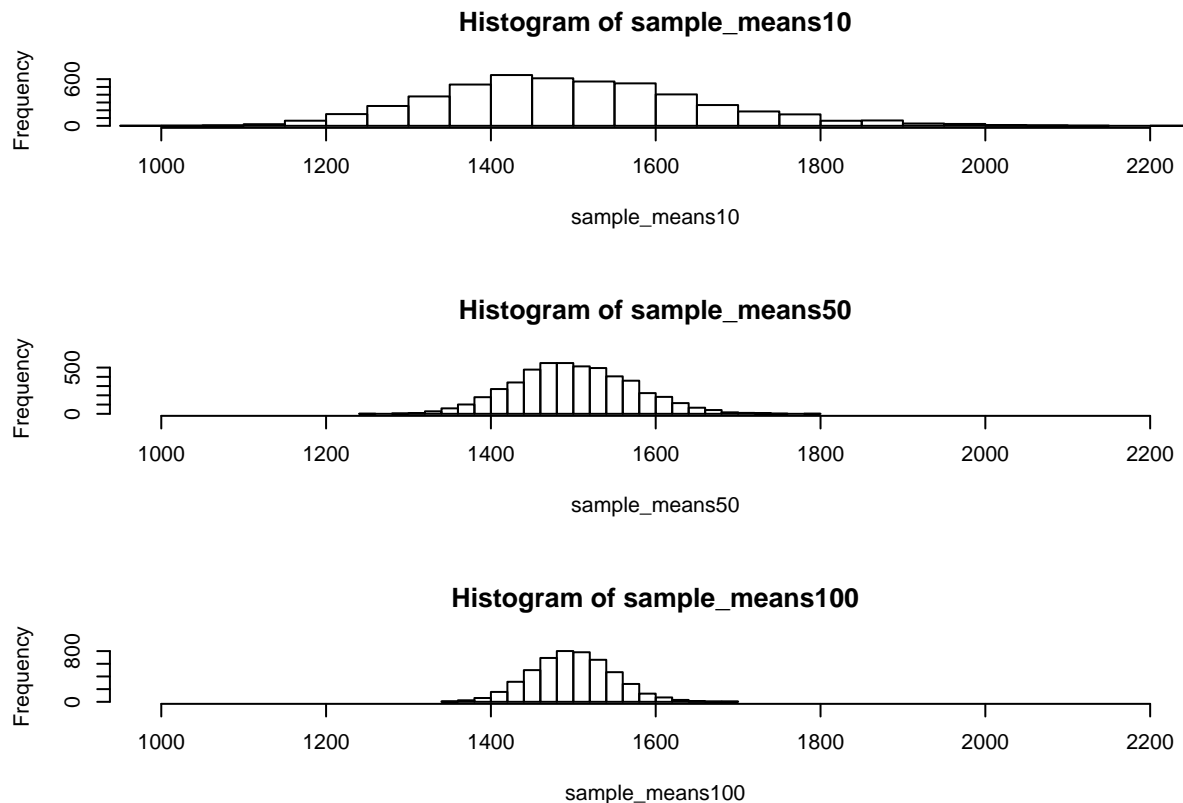 Histogram of sample_means10
Frequency
0 600
1000 1200 1400 1600 1800 2000 2200
sample_means10
Histogram of sample_means50
Frequency
0 500
1000 1200 1400 1600 1800 2000 2200
sample_means50
Histogram of sample_means100
Frequency
0 800
1000 1200 1400 1600 1800 2000 2200
sample_means100